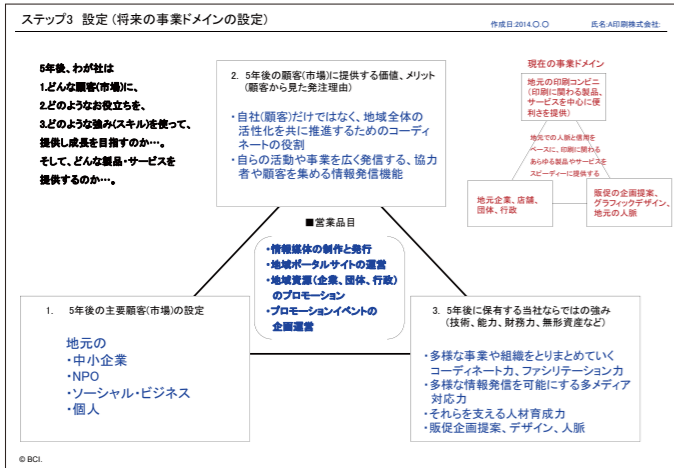 ステップ3 設定(将来の事業ドメインの設定)
作成日:2014.〇.〇 氏名:A印刷株式会社:
5年後、わが社は
1.どんな顧客(市場)に、
2.どのようなお役立ちを、
3.どのような強み(スキル)を使って、
提供し成長を目指すのか…。
そして、どんな製品・サービスを
提供するのか…。
2. 5年後の顧客(市場)に提供する価値、メリット
(顧客から見た発注理由)
・自社(顧客)だけではなく、地域全体の
活性化を共に推進するためのコーディ
ネートの役割
・自らの活動や事業を広く発信する、協力
者や顧客を集める情報発信機能
現在の事業ドメイン
地元の印刷コンビニ
(印刷に関わる製品、
サービスを中心に便
利さを提供)
地元での人脈と信用を
ベースに、印刷に関わる
あらゆる製品やサービスを
スピーディーに提供する
地元企業、店舗、
団体、行政
販促の企画提案、
グラフィックデザイン、
地元の人脈
■営業品目
・情報媒体の制作と発行
・地域ポータルサイトの運営
・地域資源(企業、団体、行政)
のプロモーション
・プロモーションイベントの
企画運営
1. 5年後の主要顧客(市場)の設定
地元の
・中小企業
・NPO
・ソーシャル・ビジネス
・個人
3. 5年後に保有する当社ならではの強み
(技術、能力、財務力、無形資産など)
・多様な事業や組織をとりまとめていく
コーディネート力、ファシリテーション力
・多様な情報発信を可能にする多メディア
対応力
・それらを支える人材育成力
・販促企画提案、デザイン、人脈
© BCI.